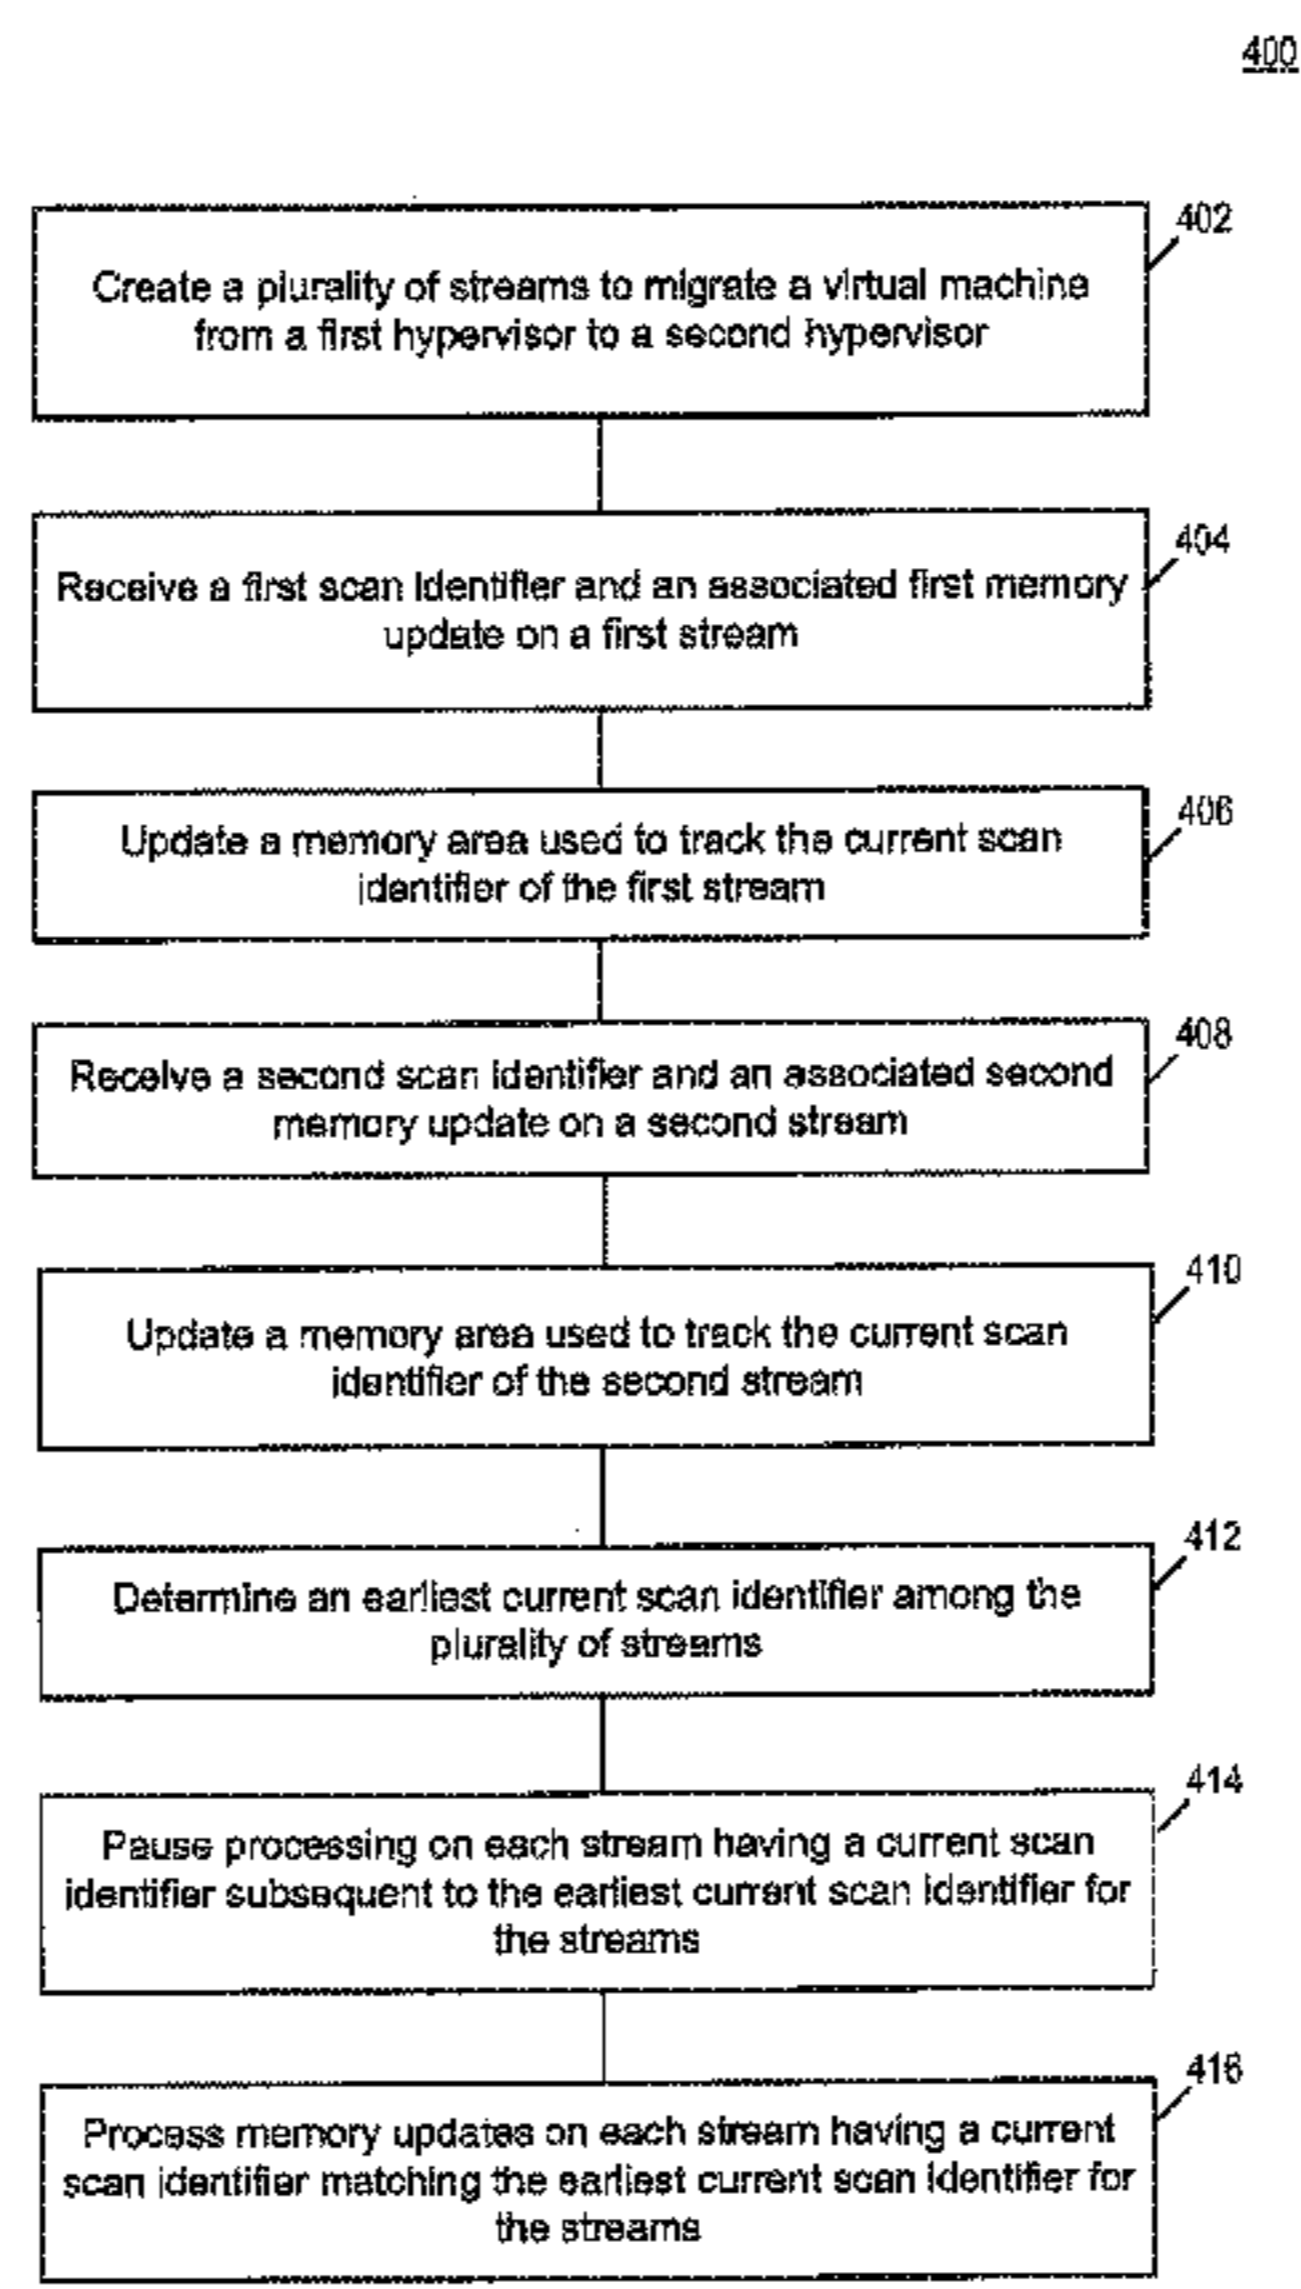 400
402
Create a plurality of streams to migrate a virtual machine
from a first hypervisor to a second hypervisor
404
Receive a first scan identifier and an associated first memory
update on a first stream
406
Update a memory area used to track the current scan
identifier of the first stream
408
Receive a second scan identifier and an associated second
memory update on a second stream
410
Update a memory area used to track the current scan
identifier of the second stream
412
Determine an earliest current scan identifier among the
plurality of streams
414
Pause processing on each stream having a current scan
identifier subsequent to the earliest current scan identifier for
the streams
416
Process memory updates on each stream having a current
scan identifier matching the earliest current scan identifier for
the streams